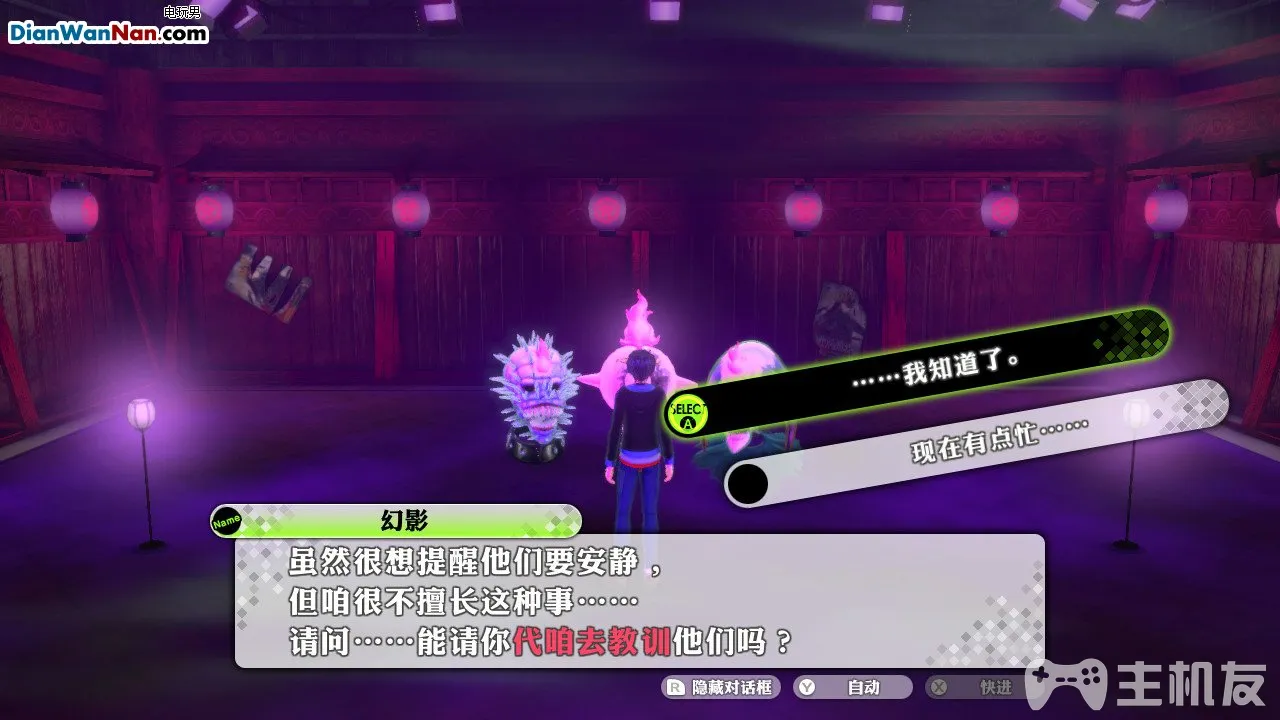 电玩男
DianWanNan.com
……我知道了。
SELECT
A
现在有点忙……
Name
幻影
虽然很想提醒他们要安静，
但咱很不擅长这种事……
请问……能请你代咱去教训他们吗？
R 隐藏对话框
Y 自动
X 快进
主机友